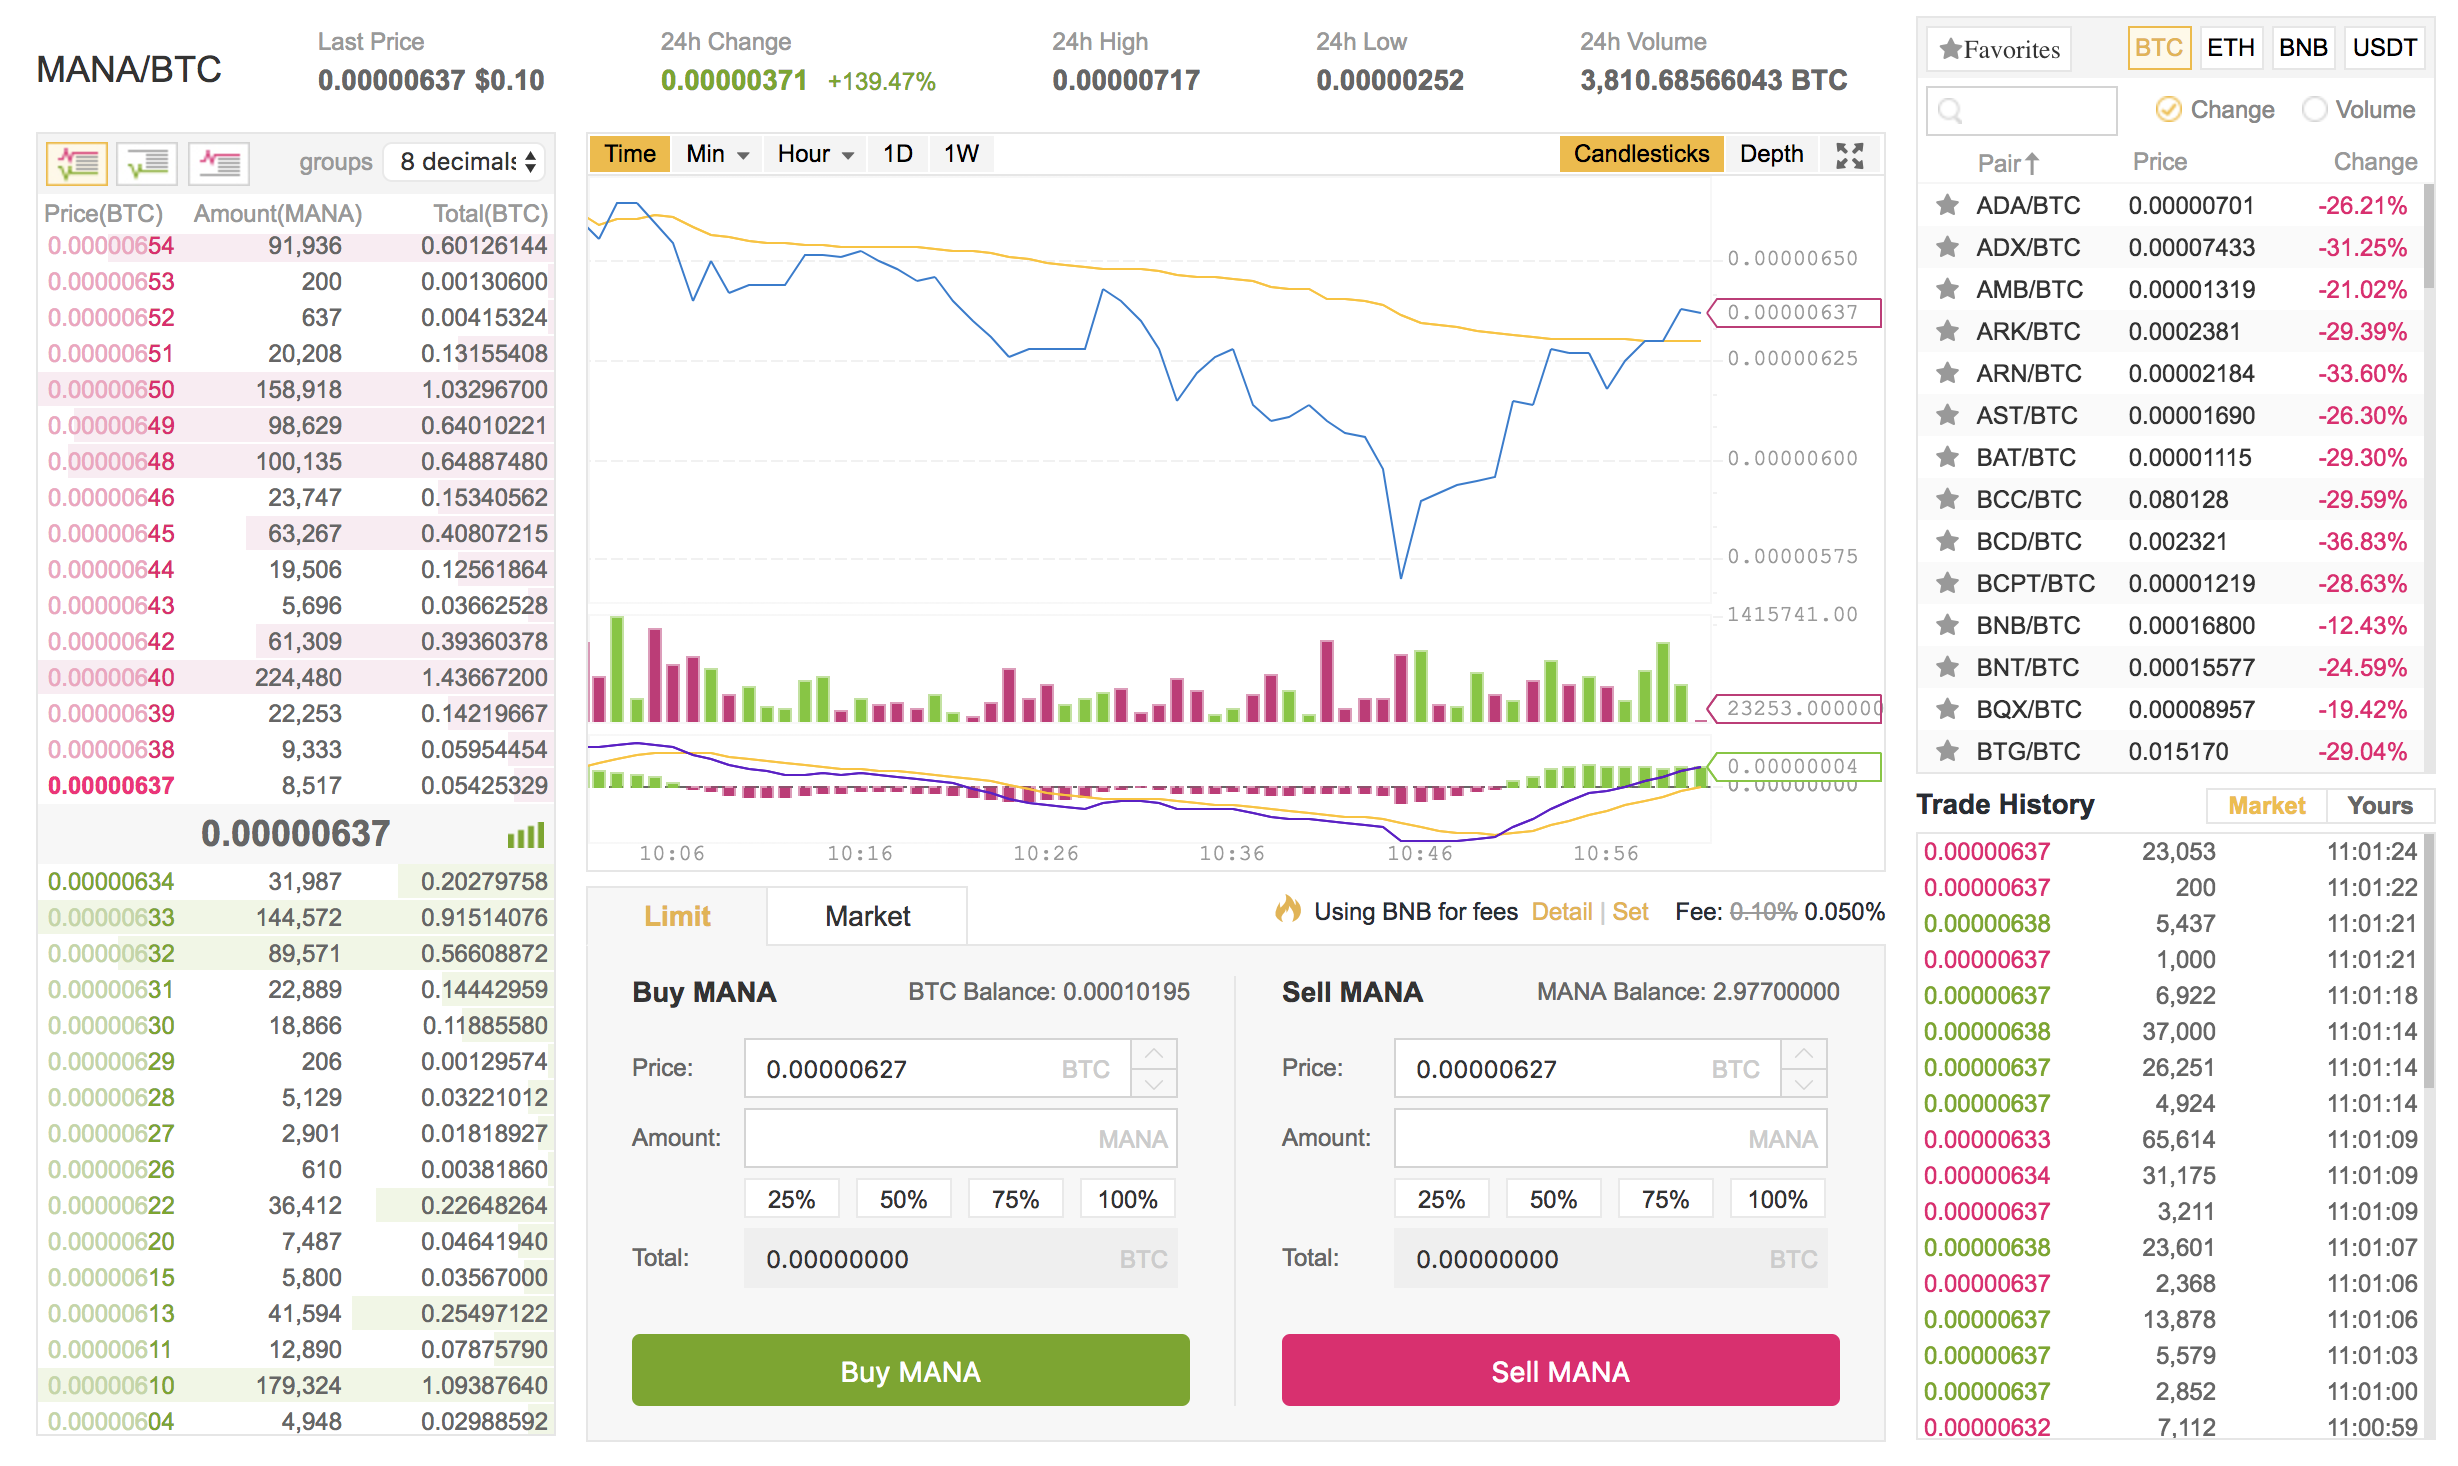 MANA/BTC
Last Price
0.00000637 $0.10
24h Change
0.00000371 +139.47%
24h High
0.00000717
24h Low
0.00000252
24h Volume
3,810.68566043 BTC
groups 8 decimals
Price(BTC) Amount(MANA) Total(BTC)
0.00000654 91,936 0.60126144
0.00000653 200 0.00130600
0.00000652 637 0.00415324
0.00000651 20,208 0.13155408
0.00000650 158,918 1.03296700
0.00000649 98,629 0.64010221
0.00000648 100,135 0.64887480
0.00000646 23,747 0.15340562
0.00000645 63,267 0.40807215
0.00000644 19,506 0.12561864
0.00000643 5,696 0.03662528
0.00000642 61,309 0.39360378
0.00000640 224,480 1.43667200
0.00000639 22,253 0.14219667
0.00000638 9,333 0.05954454
0.00000637 8,517 0.05425329
0.00000637
0.00000634 31,987 0.20279758
0.00000633 144,572 0.91514076
0.00000632 89,571 0.56608872
0.00000631 22,889 0.14442959
0.00000630 18,866 0.11885580
0.00000629 206 0.00129574
0.00000628 5,129 0.03221012
0.00000627 2,901 0.01818927
0.00000626 610 0.00381860
0.00000622 36,412 0.22648264
0.00000620 7,487 0.04641940
0.00000615 5,800 0.03567000
0.00000613 41,594 0.25497122
0.00000611 12,890 0.07875790
0.00000610 179,324 1.09387640
0.00000604 4,948 0.02988592
Time Min Hour 1D 1W Candlesticks Depth
0.00000650
0.00000637
0.00000625
0.00000600
0.00000575
1415741.00
23253.000000
0.00000004
0.00000000
10:06 10:16 10:26 10:36 10:46 10:56
Limit Market
Using BNB for fees Detail | Set Fee: 0.10% 0.050%
Buy MANA BTC Balance: 0.00010195
Price: 0.00000627 BTC
Amount: MANA
25% 50% 75% 100%
Total: 0.00000000 BTC
Buy MANA
Sell MANA MANA Balance: 2.97700000
Price: 0.00000627 BTC
Amount: MANA
25% 50% 75% 100%
Total: 0.00000000 BTC
Sell MANA
Favorites BTC ETH BNB USDT
Change Volume
Pair Price Change
ADA/BTC 0.00000701 -26.21%
ADX/BTC 0.00007433 -31.25%
AMB/BTC 0.00001319 -21.02%
ARK/BTC 0.0002381 -29.39%
ARN/BTC 0.00002184 -33.60%
AST/BTC 0.00001690 -26.30%
BAT/BTC 0.00001115 -29.30%
BCC/BTC 0.080128 -29.59%
BCD/BTC 0.002321 -36.83%
BCPT/BTC 0.00001219 -28.63%
BNB/BTC 0.00016800 -12.43%
BNT/BTC 0.00015577 -24.59%
BQX/BTC 0.00008957 -19.42%
BTG/BTC 0.015170 -29.04%
Trade History Market Yours
0.00000637 23,053 11:01:24
0.00000637 200 11:01:22
0.00000638 5,437 11:01:21
0.00000637 1,000 11:01:21
0.00000637 6,922 11:01:18
0.00000638 37,000 11:01:14
0.00000637 26,251 11:01:14
0.00000637 4,924 11:01:14
0.00000633 65,614 11:01:09
0.00000634 31,175 11:01:09
0.00000637 3,211 11:01:09
0.00000638 23,601 11:01:07
0.00000637 2,368 11:01:06
0.00000637 13,878 11:01:06
0.00000637 5,579 11:01:03
0.00000637 2,852 11:01:00
0.00000632 7,112 11:00:59